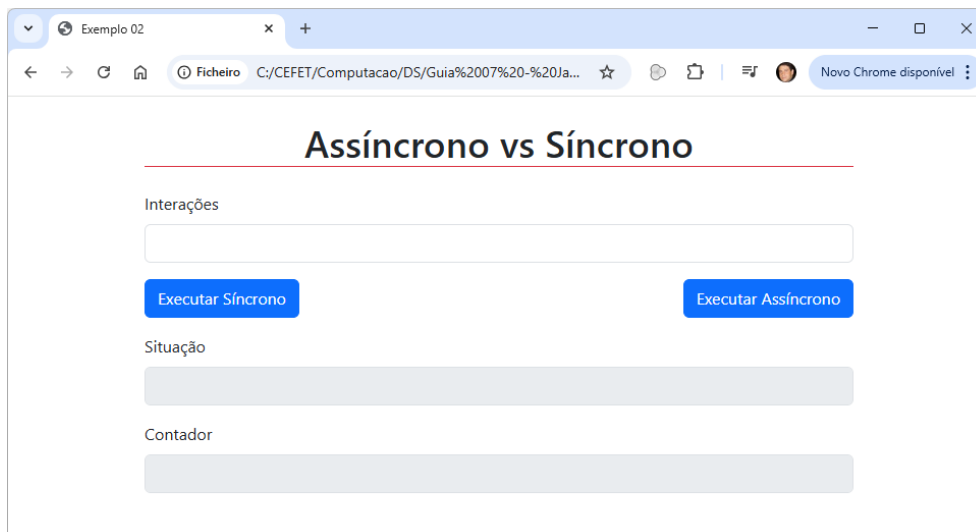 Exemplo 02
Ficheiro C:/CEFET/Computacao/DS/Guia%2007%20-%20Ja... Novo Chrome disponível
Assíncrono vs Síncrono
Interações
Executar Síncrono Executar Assíncrono
Situação
Contador